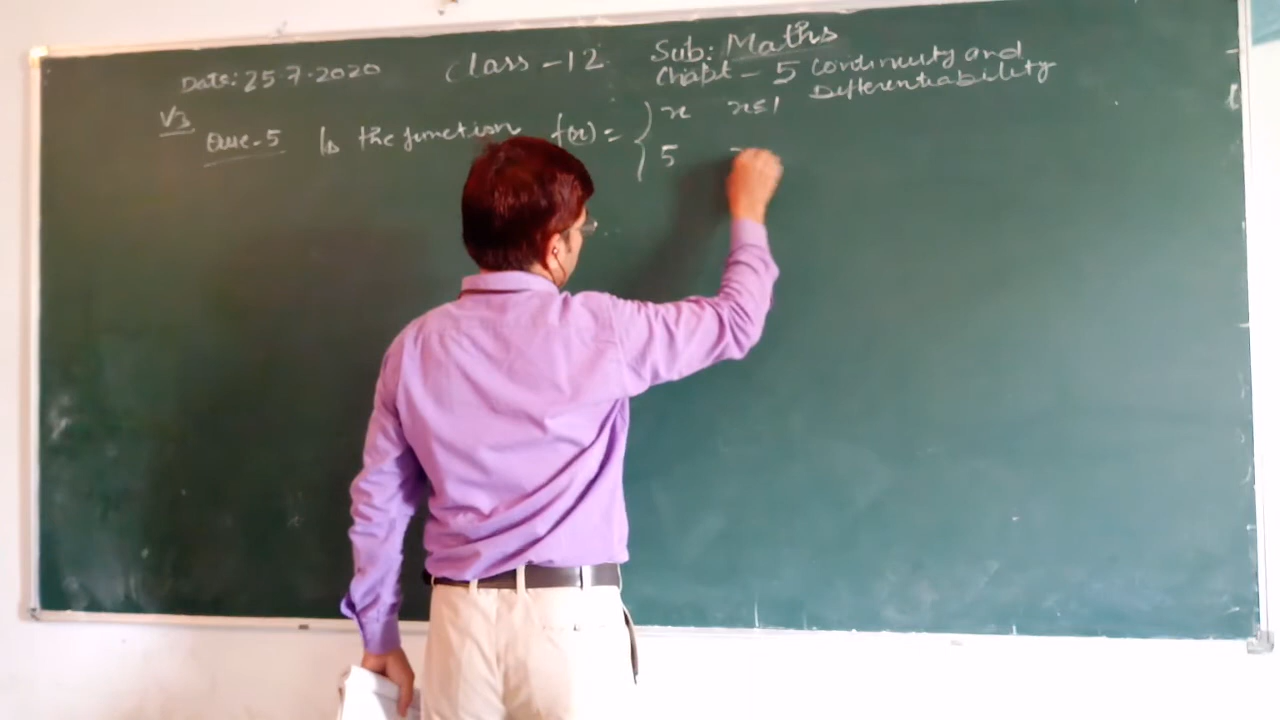 Date: 25.7.2020 Class-12 Sub: Maths
Chapt-5 Continuity and
Differentiability
V3
Que-5 Is the function f(x) = { x x≤1
5